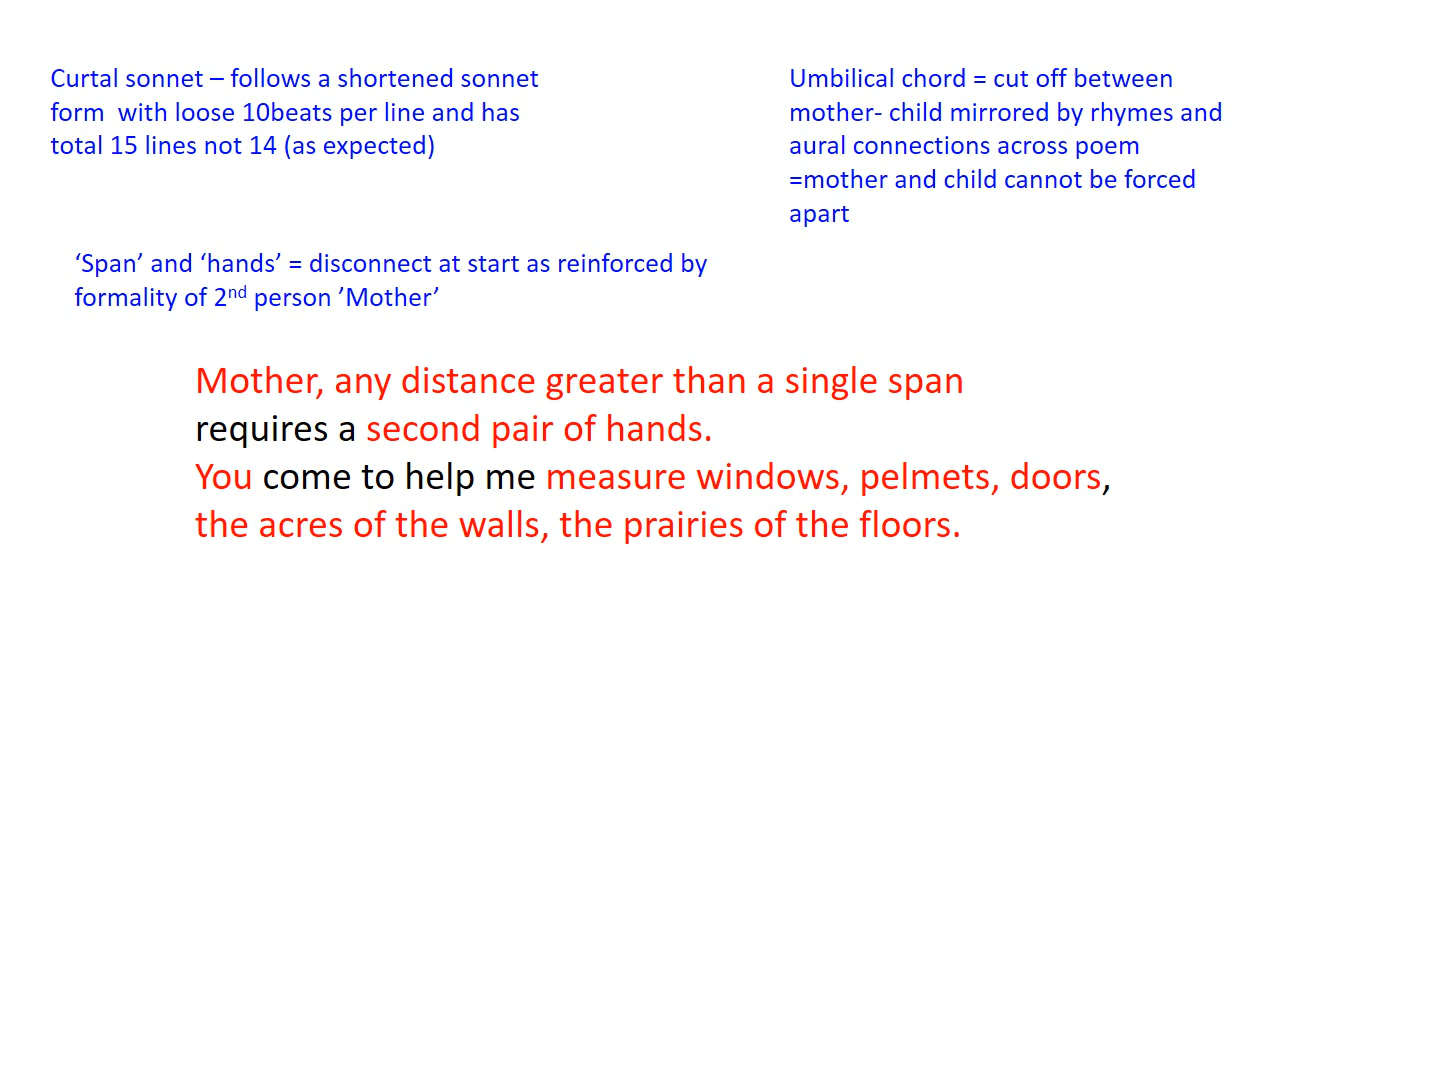 Curtal sonnet – follows a shortened sonnet
form  with loose 10beats per line and has
total 15 lines not 14 (as expected)
Umbilical chord = cut off between
mother- child mirrored by rhymes and
aural connections across poem
=mother and child cannot be forced
apart
‘Span’ and ‘hands’ = disconnect at start as reinforced by
formality of 2nd person ’Mother’
Mother, any distance greater than a single span
requires a second pair of hands.
You come to help me measure windows, pelmets, doors,
the acres of the walls, the prairies of the floors.